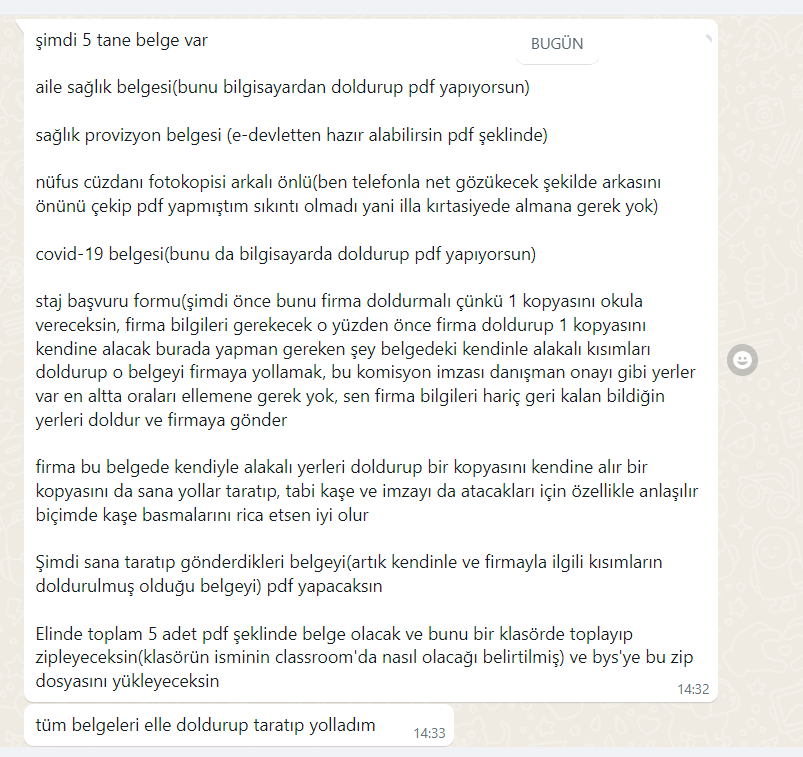 şimdi 5 tane belge var
BUGÜN
aile sağlık belgesi(bunu bilgisayardan doldurup pdf yapıyorsun)
sağlık provizyon belgesi (e-devletten hazır alabilirsin pdf şeklinde)
nüfus cüzdanı fotokopisi arkalı önlü(ben telefonla net gözükecek şekilde arkasını
önünü çekip pdf yapmıştım sıkıntı olmadı yani illa kırtasiyede almana gerek yok)
covid-19 belgesi(bunu da bilgisayarda doldurup pdf yapıyorsun)
staj başvuru formu(şimdi önce bunu firma doldurmalı çünkü 1 kopyasını okula
vereceksin, firma bilgileri gerekecek o yüzden önce firma doldurup 1 kopyasını
kendine alacak burada yapman gereken şey belgedeki kendinle alakalı kısımları
doldurup o belgeyi firmaya yollamak, bu komisyon imzası danışman onayı gibi yerler
var en altta oraları ellemene gerek yok, sen firma bilgileri hariç geri kalan bildiğin
yerleri doldur ve firmaya gönder
firma bu belgede kendiyle alakalı yerleri doldurup bir kopyasını kendine alır bir
kopyasını da sana yollar taratıp, tabi kaşe ve imzayı da atacakları için özellikle anlaşılır
biçimde kaşe basmalarını rica etsen iyi olur
Şimdi sana taratıp gönderdikleri belgeyi(artık kendinle ve firmayla ilgili kısımların
doldurulmuş olduğu belgeyi) pdf yapacaksın
Elinde toplam 5 adet pdf şeklinde belge olacak ve bunu bir klasörde toplayıp
zipleyeceksin(klasörün isminin classroom'da nasıl olacağı belirtilmiş) ve bys'ye bu zip
dosyasını yükleyeceksin
14:32
tüm belgeleri elle doldurup taratıp yolladım
14:33